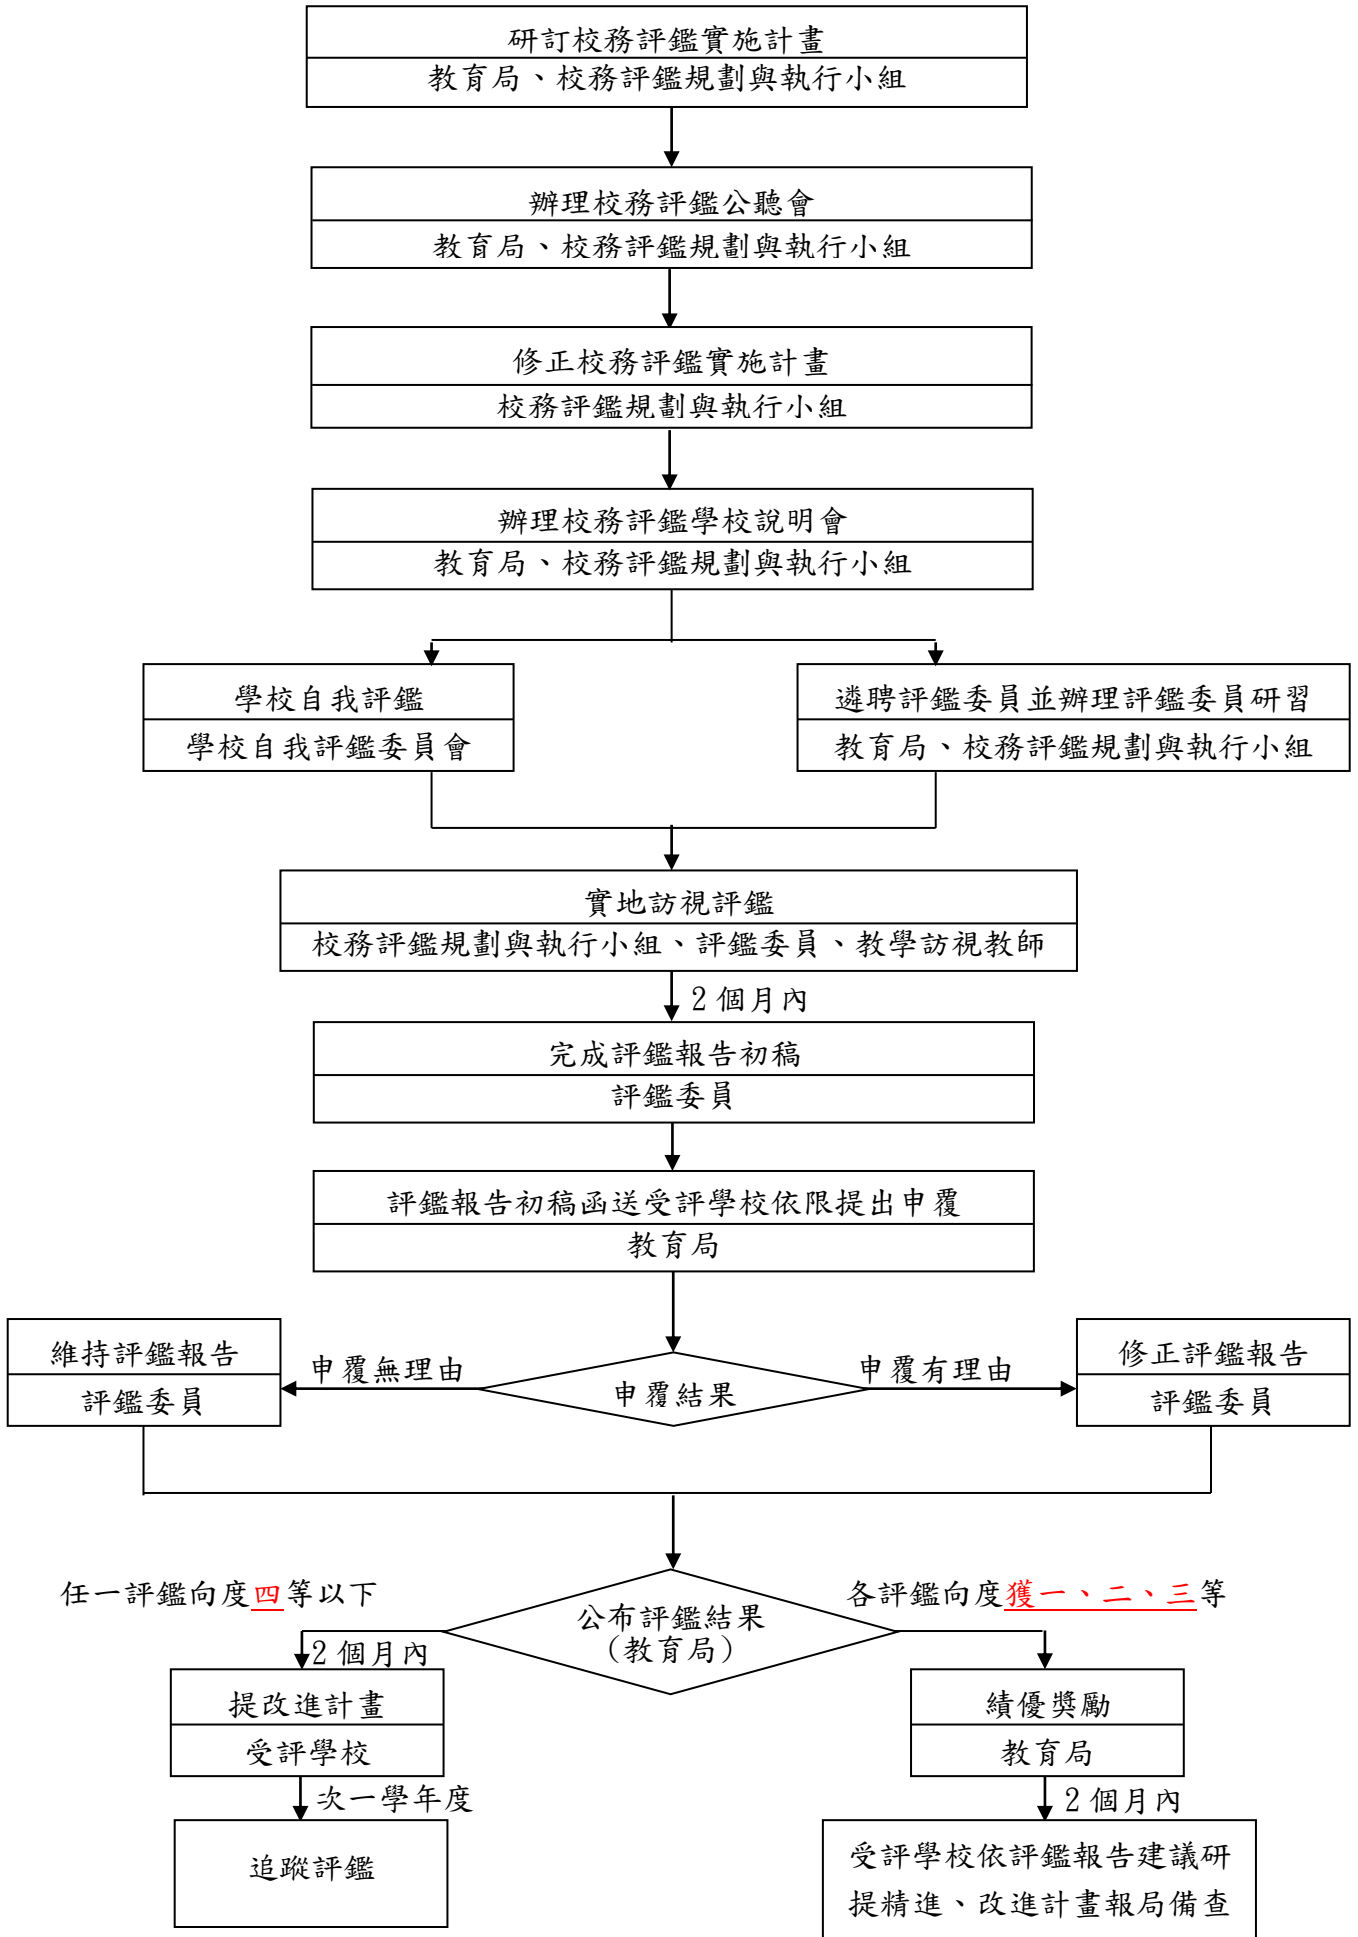 研訂校務評鑑實施計畫
教育局、校務評鑑規劃與執行小組
辦理校務評鑑公聽會
教育局、校務評鑑規劃與執行小組
修正校務評鑑實施計畫
校務評鑑規劃與執行小組
辦理校務評鑑學校說明會
教育局、校務評鑑規劃與執行小組
學校自我評鑑
學校自我評鑑委員會
遴聘評鑑委員並辦理評鑑委員研習
教育局、校務評鑑規劃與執行小組
實地訪視評鑑
校務評鑑規劃與執行小組、評鑑委員、教學訪視教師
2個月內
完成評鑑報告初稿
評鑑委員
評鑑報告初稿函送受評學校依限提出申覆
教育局
維持評鑑報告
評鑑委員
申覆無理由
申覆結果
申覆有理由
修正評鑑報告
評鑑委員
任一評鑑向度四等以下
公布評鑑結果
（教育局）
各評鑑向度獲一、二、三等
2個月內
提改進計畫
受評學校
次一學年度
追蹤評鑑
績優獎勵
教育局
2個月內
受評學校依評鑑報告建議研
提精進、改進計畫報局備查